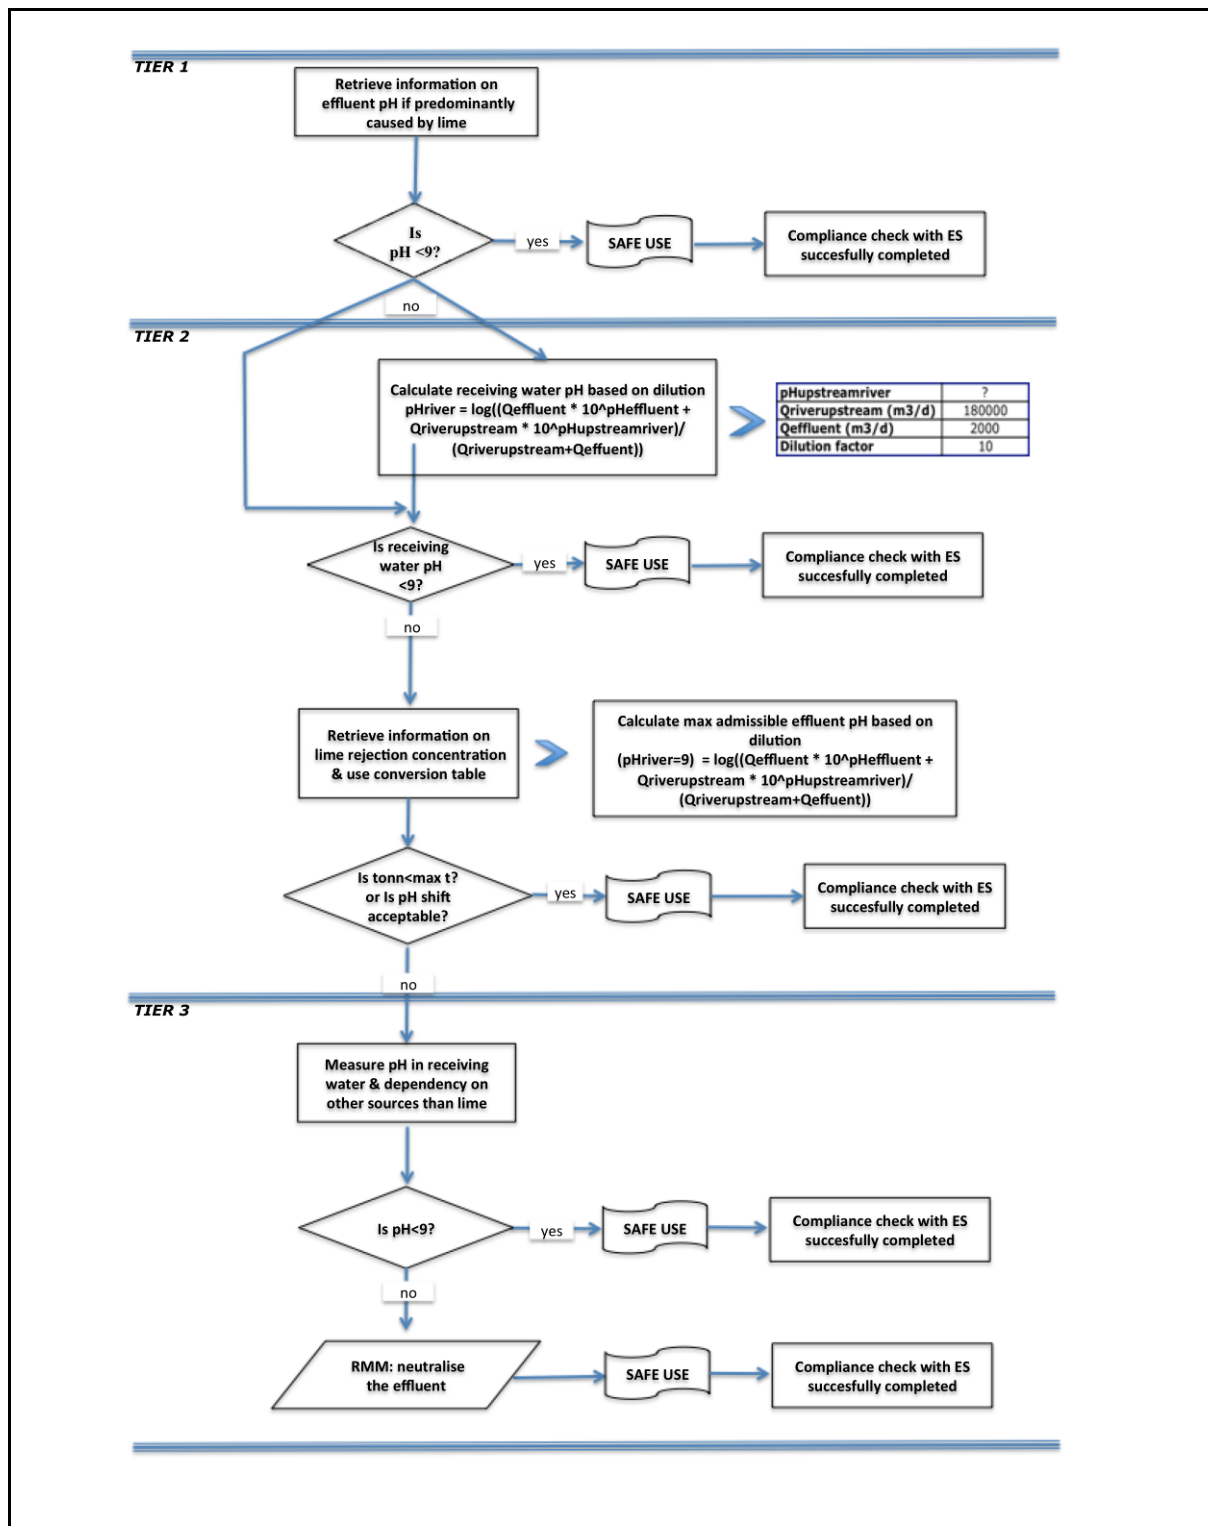 TIER 1
Retrieve information on
effluent pH if predominantly
caused by lime
Is
pH <9?
yes
SAFE USE
Compliance check with ES
succesfully completed
no
TIER 2
Calculate receiving water pH based on dilution
pHriver = log((Qeffluent * 10^pHeffluent +
Qriverupstream * 10^pHupstreamriver)/
(Qriverupstream+Qeffuent))
pHupstreamriver ?
Qriverupstream (m3/d) 180000
Qeffluent (m3/d) 2000
Dilution factor 10
Is receiving
water pH
<9?
yes
SAFE USE
Compliance check with ES
succesfully completed
no
Retrieve information on
lime rejection concentration
& use conversion table
Calculate max admissible effluent pH based on
dilution
(pHriver=9) = log((Qeffluent * 10^pHeffluent +
Qriverupstream * 10^pHupstreamriver)/
(Qriverupstream+Qeffuent))
Is tonn<max t?
or Is pH shift
acceptable?
yes
SAFE USE
Compliance check with ES
succesfully completed
no
TIER 3
Measure pH in receiving
water & dependency on
other sources than lime
Is pH<9?
yes
SAFE USE
Compliance check with ES
succesfully completed
no
RMM: neutralise
the effluent
SAFE USE
Compliance check with ES
succesfully completed